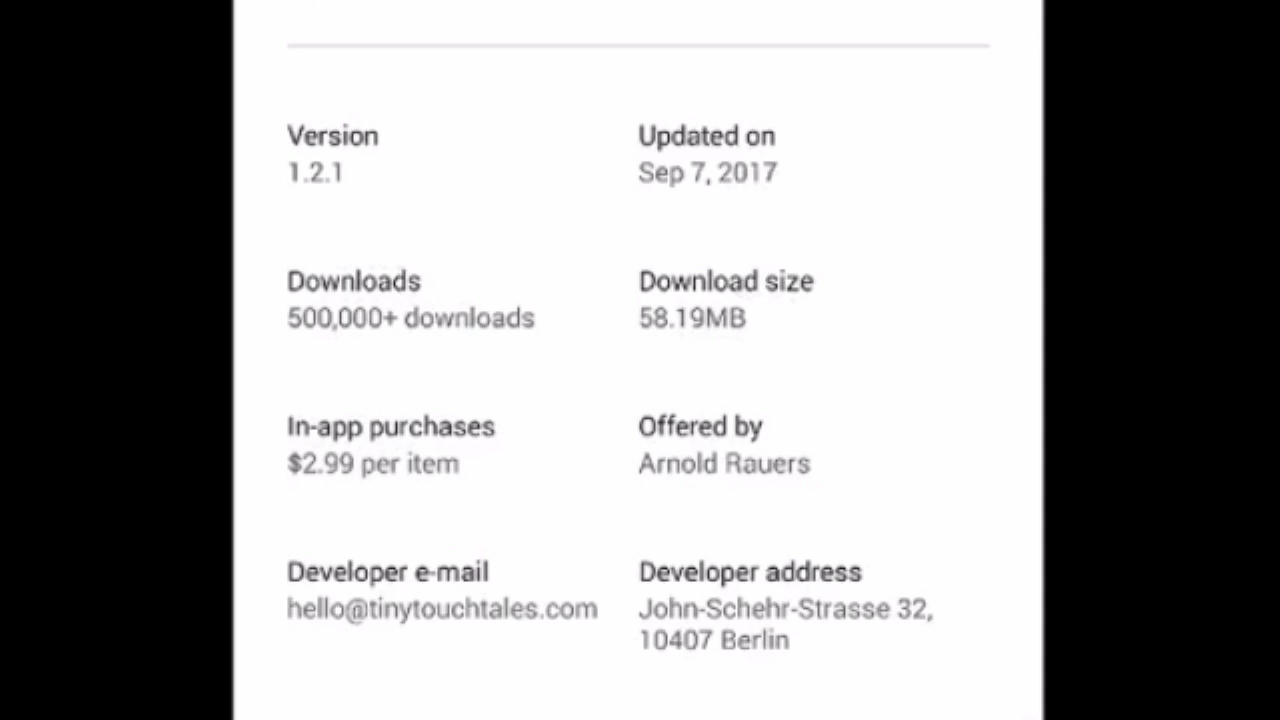 Version
Updated on
1.2.1
Sep 7, 2017
Downloads
Download size
500,000+ downloads
58.19MB
In-app purchases
Offered by
$2.99 per item
Arnold Rauers
Developer e-mail
Developer address
hello@tinytouchtales.com
John-Schehr-Strasse 32,
10407 Berlin